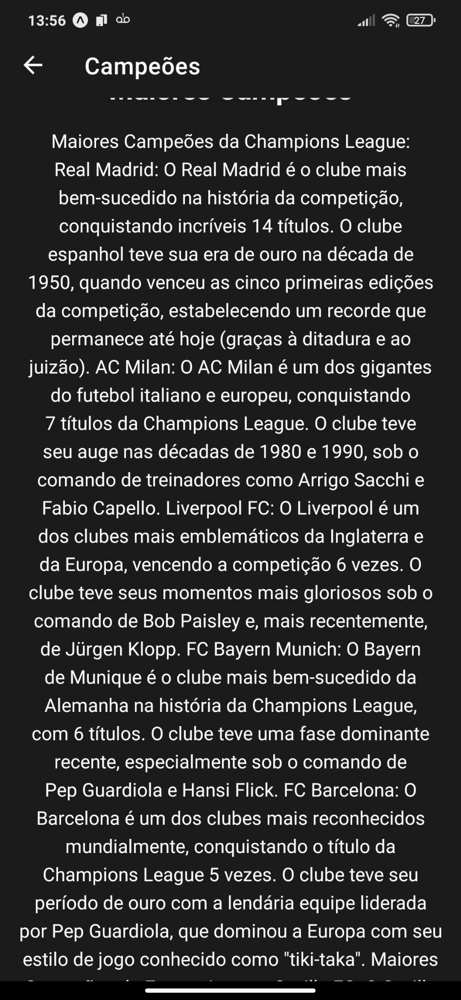 13:56
27
Campeões
Maiores Campeões
Maiores Campeões da Champions League:
Real Madrid: O Real Madrid é o clube mais
bem-sucedido na história da competição,
conquistando incríveis 14 títulos. O clube
espanhol teve sua era de ouro na década de
1950, quando venceu as cinco primeiras edições
da competição, estabelecendo um recorde que
permanece até hoje (graças à ditadura e ao
juizão). AC Milan: O AC Milan é um dos gigantes
do futebol italiano e europeu, conquistando
7 títulos da Champions League. O clube teve
seu auge nas décadas de 1980 e 1990, sob o
comando de treinadores como Arrigo Sacchi e
Fabio Capello. Liverpool FC: O Liverpool é um
dos clubes mais emblemáticos da Inglaterra e
da Europa, vencendo a competição 6 vezes. O
clube teve seus momentos mais gloriosos sob o
comando de Bob Paisley e, mais recentemente,
de Jürgen Klopp. FC Bayern Munich: O Bayern
de Munique é o clube mais bem-sucedido da
Alemanha na história da Champions League,
com 6 títulos. O clube teve uma fase dominante
recente, especialmente sob o comando de
Pep Guardiola e Hansi Flick. FC Barcelona: O
Barcelona é um dos clubes mais reconhecidos
mundialmente, conquistando o título da
Champions League 5 vezes. O clube teve seu
período de ouro com a lendária equipe liderada
por Pep Guardiola, que dominou a Europa com seu
estilo de jogo conhecido como "tiki-taka". Maiores